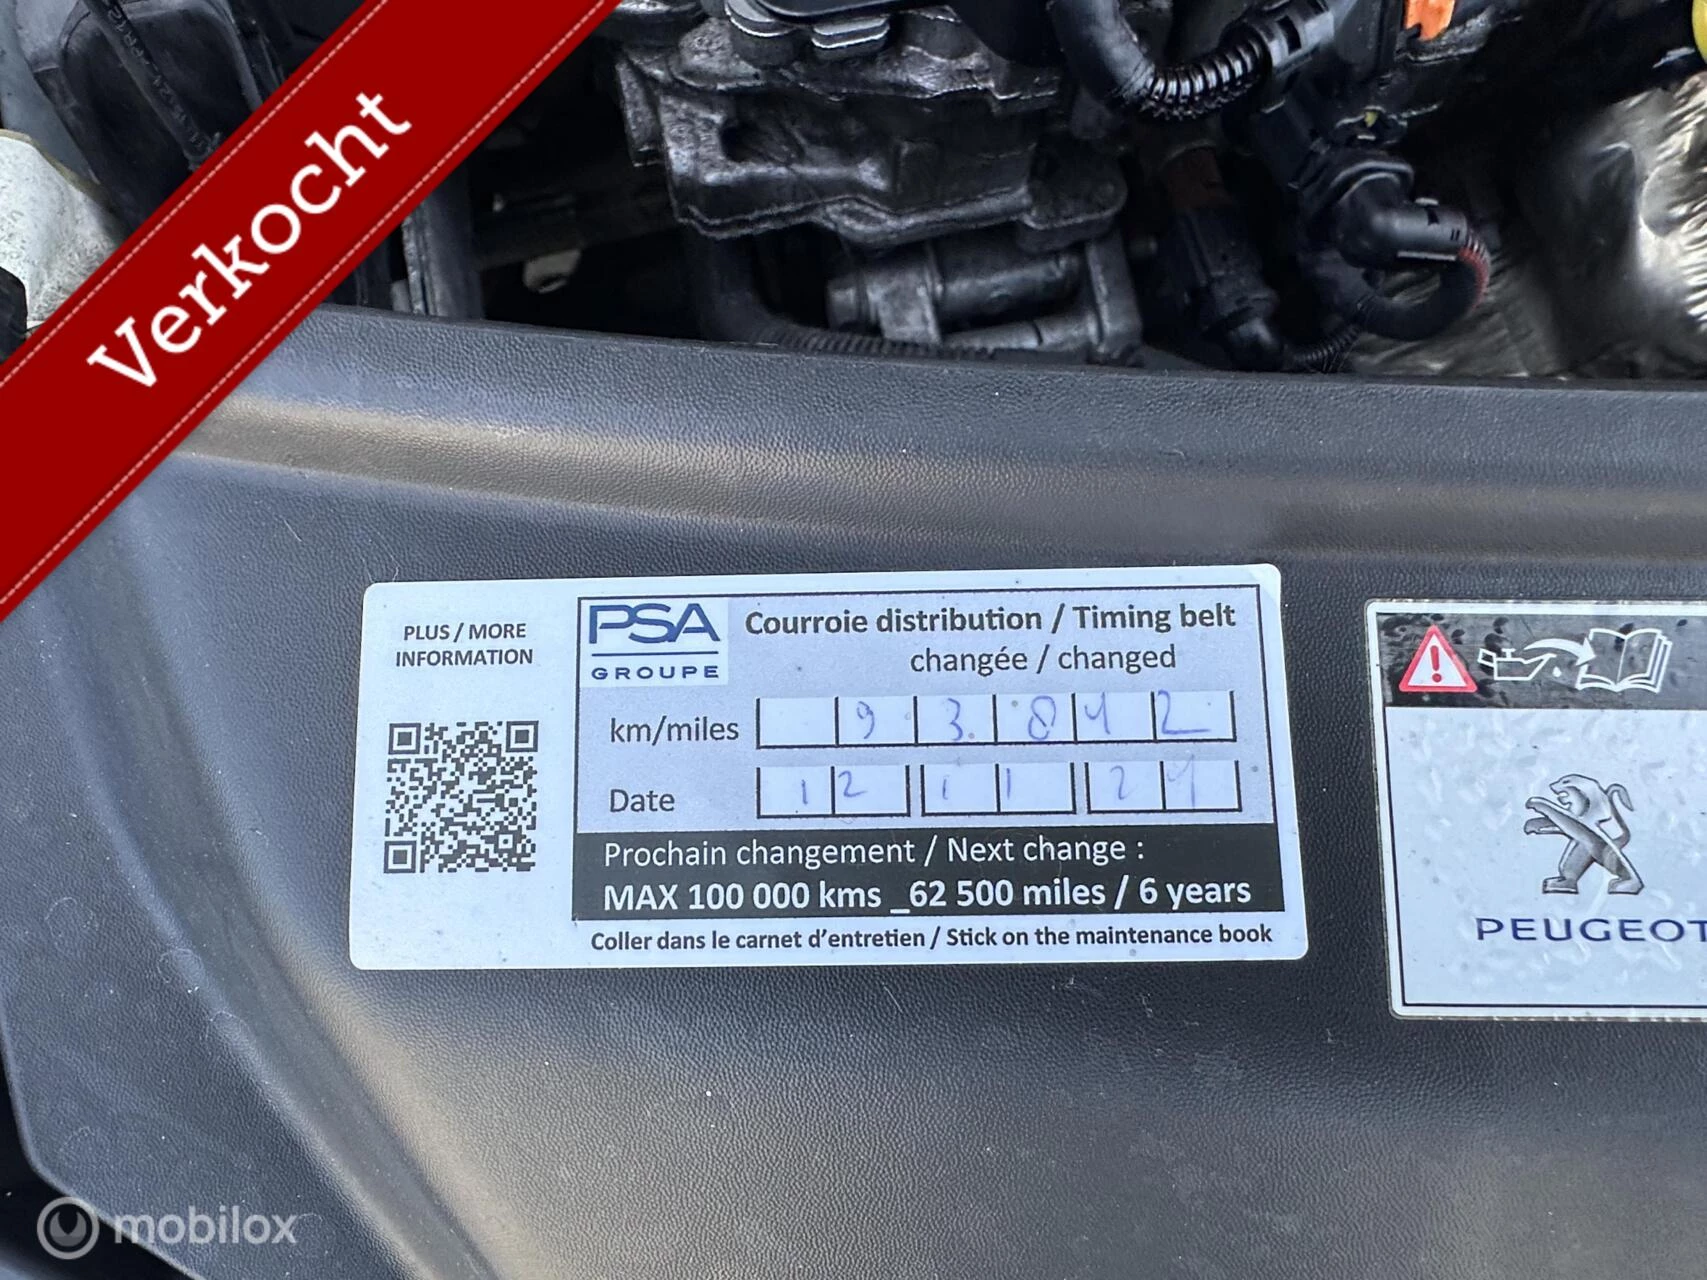 Verkocht
PLUS / MORE
INFORMATION
PSA
GROUPE
Courroie distribution / Timing belt
changée / changed
km/miles 93.842
Date 12 11 24
Prochain changement / Next change :
MAX 100 000 kms _62 500 miles / 6 years
Coller dans le carnet d'entretien / Stick on the maintenance book
PEUGEOT
mobilox